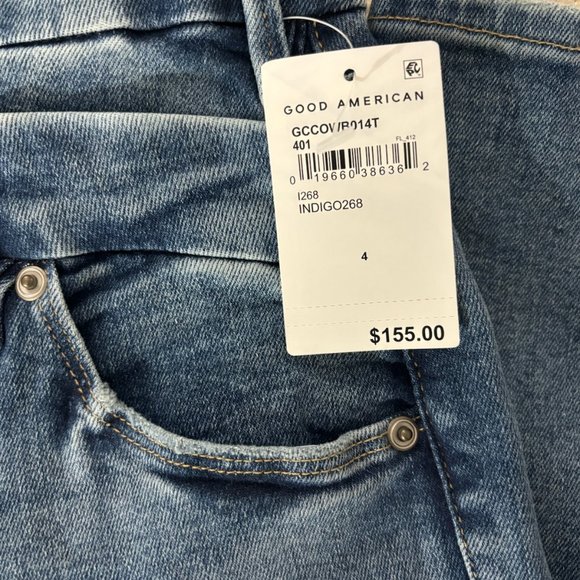 GOOD AMERICAN
GCCOWB014T
401
FL_412
0 19660 38636 2
I268
INDIGO268
4
$155.00